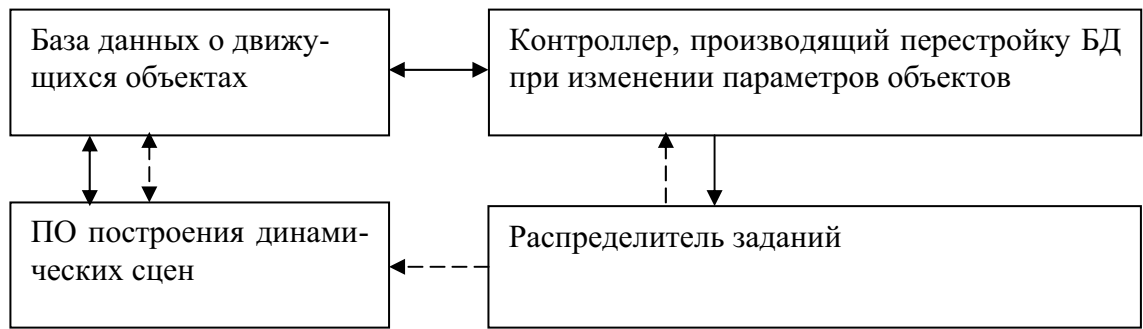 База данных о движу-
щихся объектах
Контроллер, производящий перестройку БД
при изменении параметров объектов
ПО построения динами-
ческих сцен
Распределитель заданий